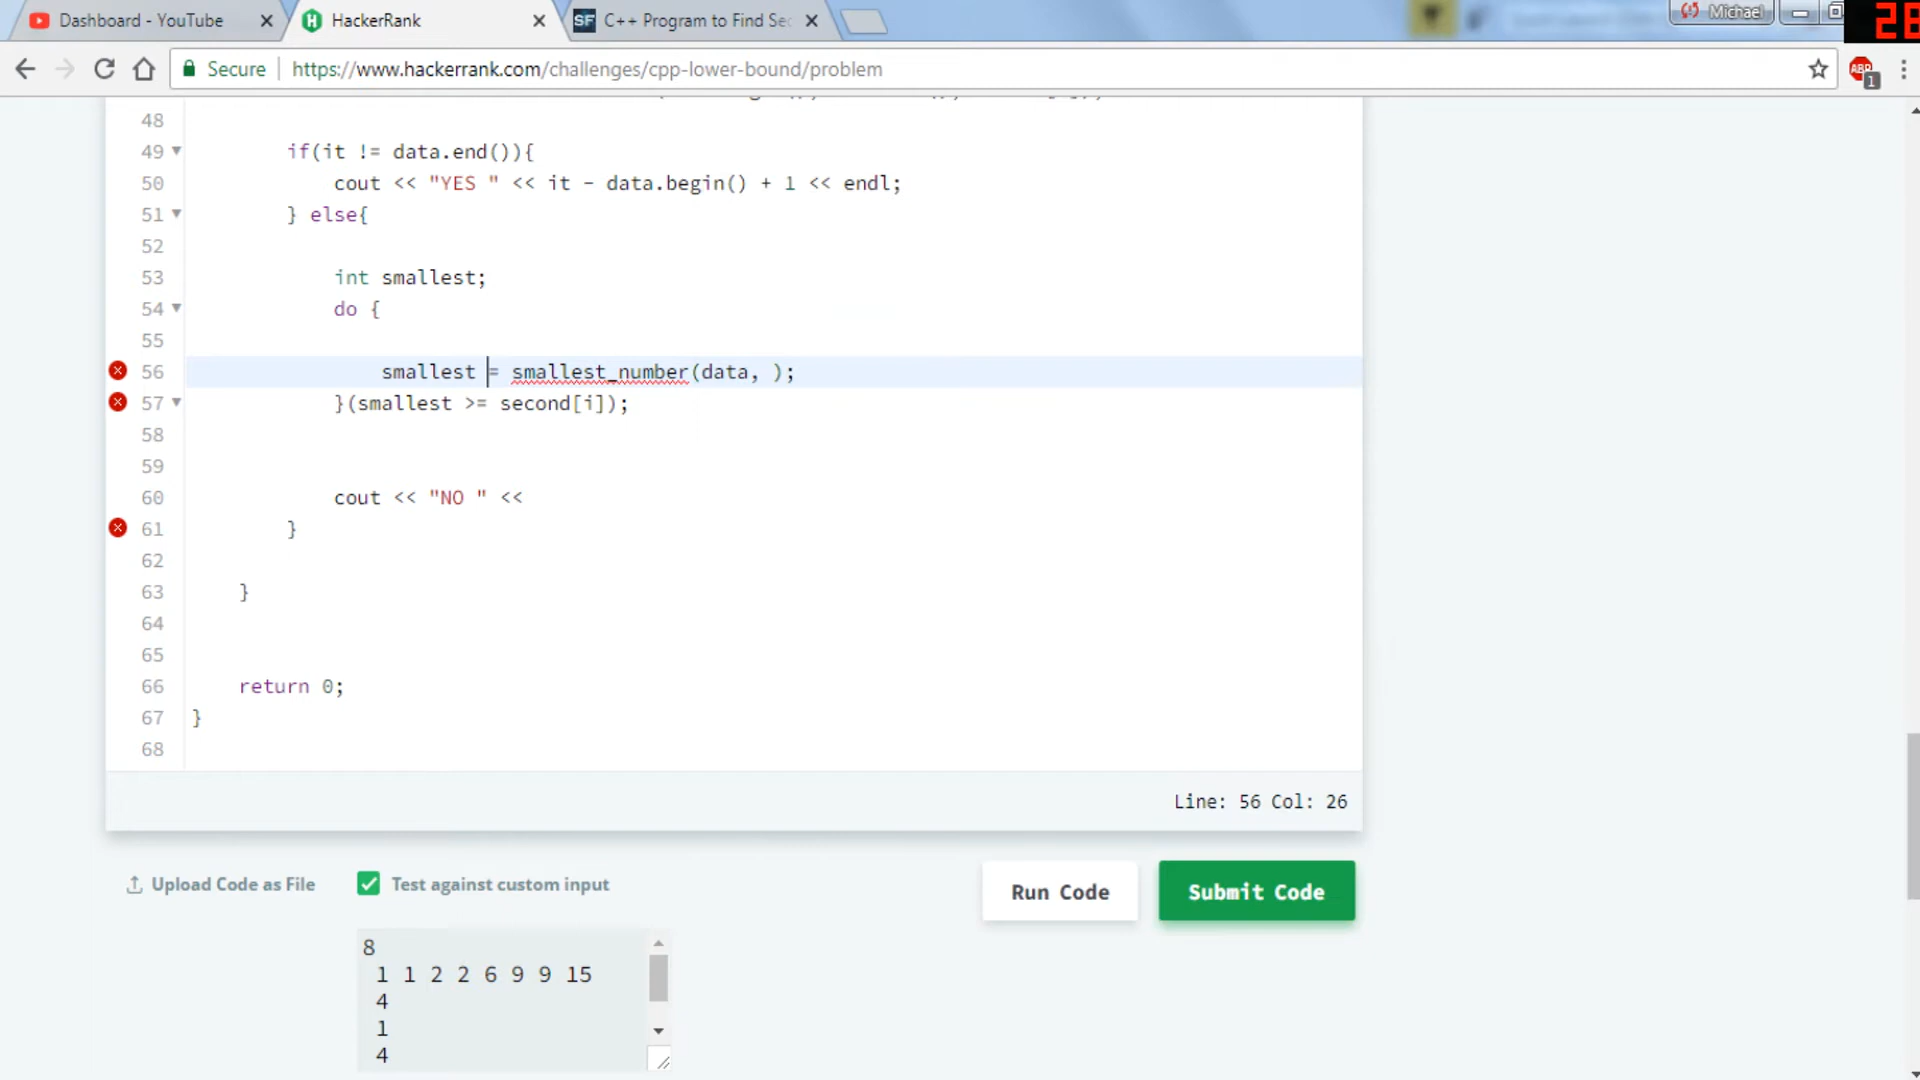 Dashboard - YouTube
HackerRank
C++ Program to Find Sec
Michael
28
Secure
https://www.hackerrank.com/challenges/cpp-lower-bound/problem
ABP
1
48
49 if(it != data.end()){
50 cout << "YES " << it - data.begin() + 1 << endl;
51 } else{
52
53 int smallest;
54 do {
55
56 smallest = smallest_number(data, );
57 }(smallest >= second[i]);
58
59
60 cout << "NO " <<
61 }
62
63 }
64
65
66 return 0;
67 }
68
Line: 56 Col: 26
Upload Code as File
Test against custom input
Run Code
Submit Code
8
1 1 2 2 6 9 9 15
4
1
4